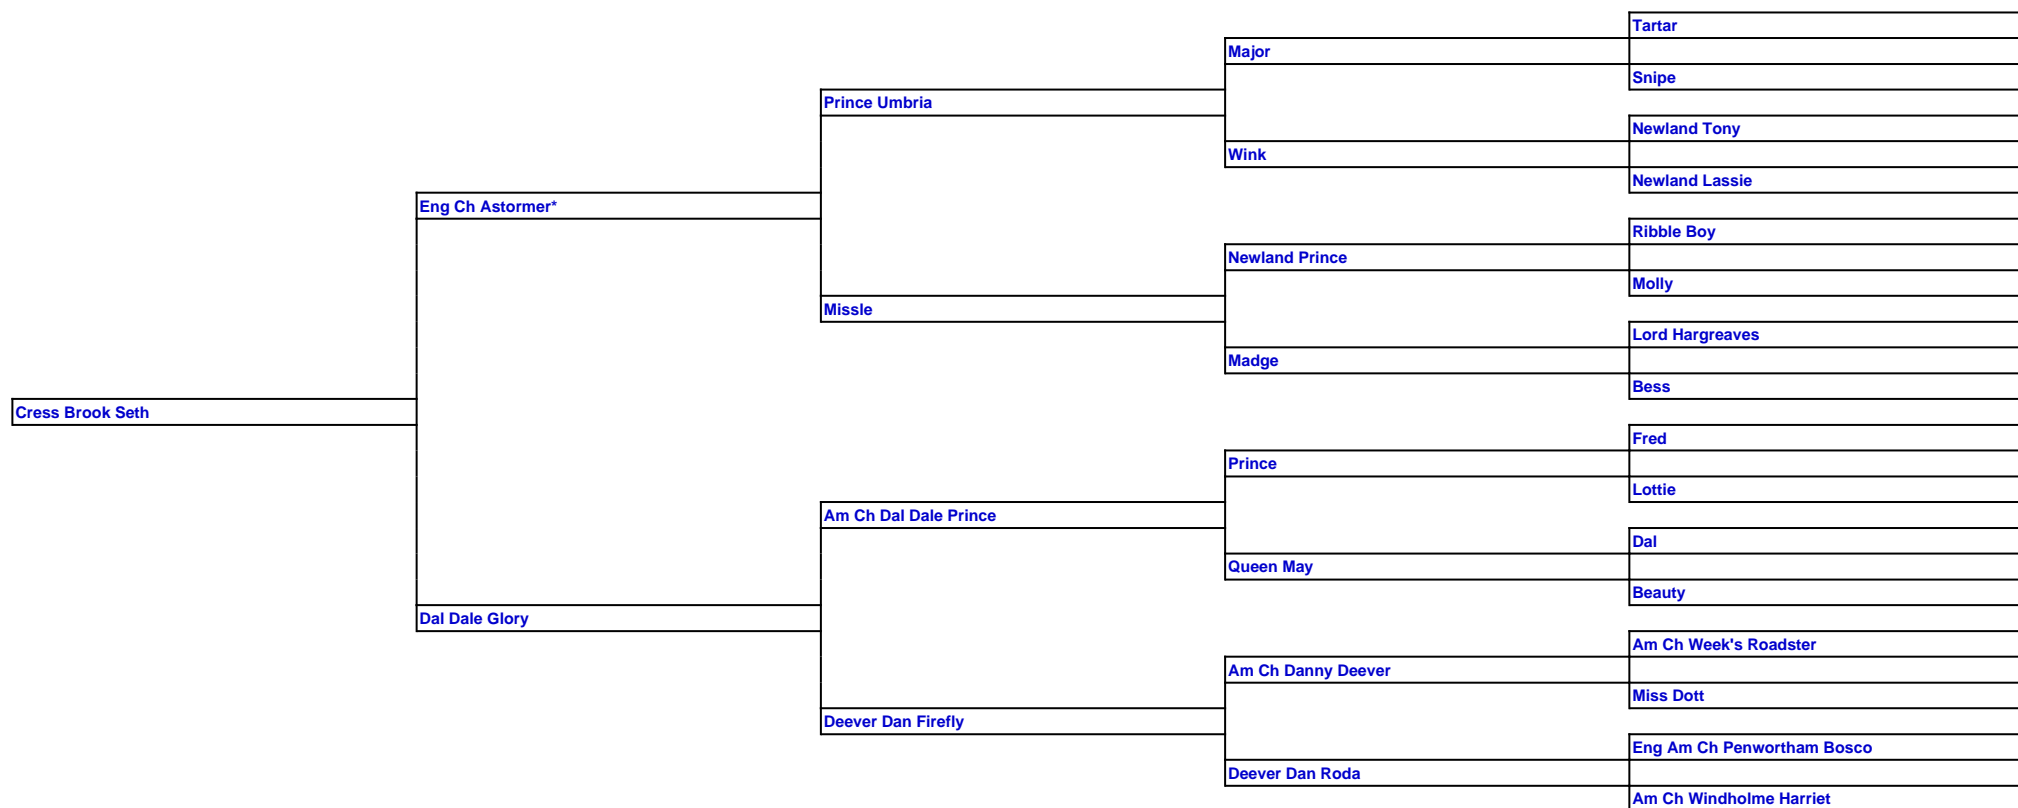 Tartar
Major
Snipe
Prince Umbria
Newland Tony
Wink
Newland Lassie
Eng Ch Astormer*
Ribble Boy
Newland Prince
Molly
Missle
Lord Hargreaves
Madge
Bess
Cress Brook Seth
Fred
Prince
Lottie
Am Ch Dal Dale Prince
Dal
Queen May
Beauty
Dal Dale Glory
Am Ch Week's Roadster
Am Ch Danny Deever
Miss Dott
Deever Dan Firefly
Eng Am Ch Penwortham Bosco
Deever Dan Roda
Am Ch Windholme Harriet